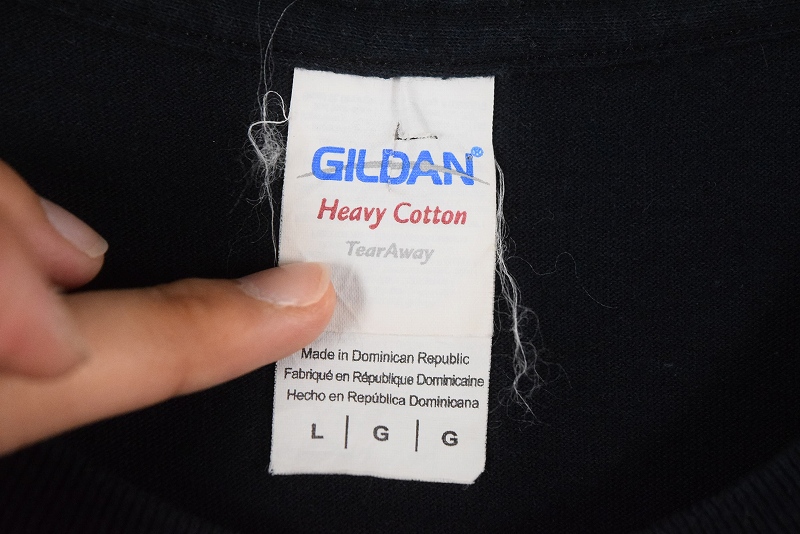 GILDAN®
Heavy Cotton
TearAway
Made in Dominican Republic
Fabriqué en République Dominicaine
Hecho en República Dominicana
L | G | G